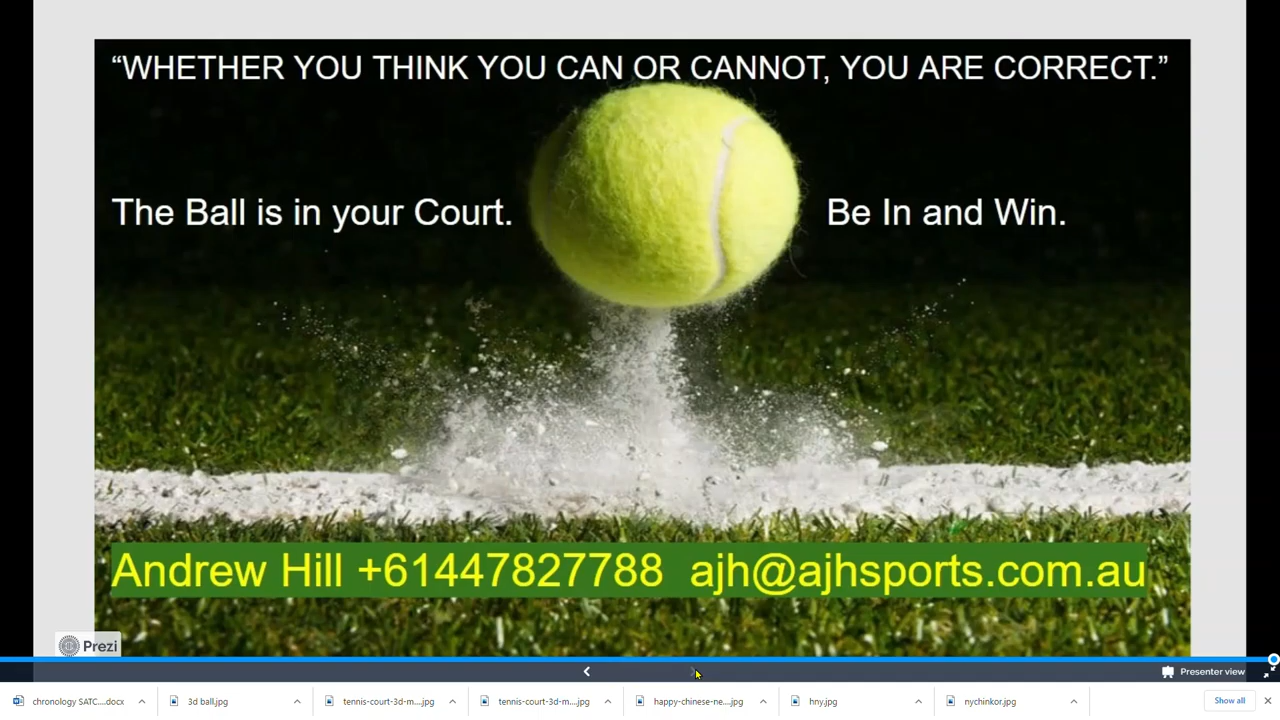 “WHETHER YOU THINK YOU CAN OR CANNOT, YOU ARE CORRECT.”
The Ball is in your Court. Be In and Win.
Andrew Hill +61447827788 ajh@ajhsports.com.au
Prezi
Presenter view
chronology SATC....docx 3d ball.jpg tennis-court-3d-m....jpg tennis-court-3d-m....jpg happy-chinese-ne....jpg hny.jpg nychinkor.jpg Show all